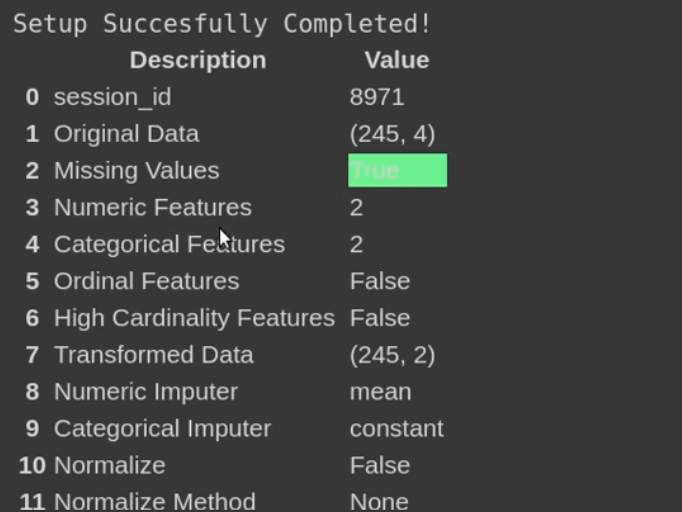 Setup Succesfully Completed!
Description Value
0 session_id 8971
1 Original Data (245, 4)
2 Missing Values True
3 Numeric Features 2
4 Categorical Features 2
5 Ordinal Features False
6 High Cardinality Features False
7 Transformed Data (245, 2)
8 Numeric Imputer mean
9 Categorical Imputer constant
10 Normalize False
11 Normalize Method None